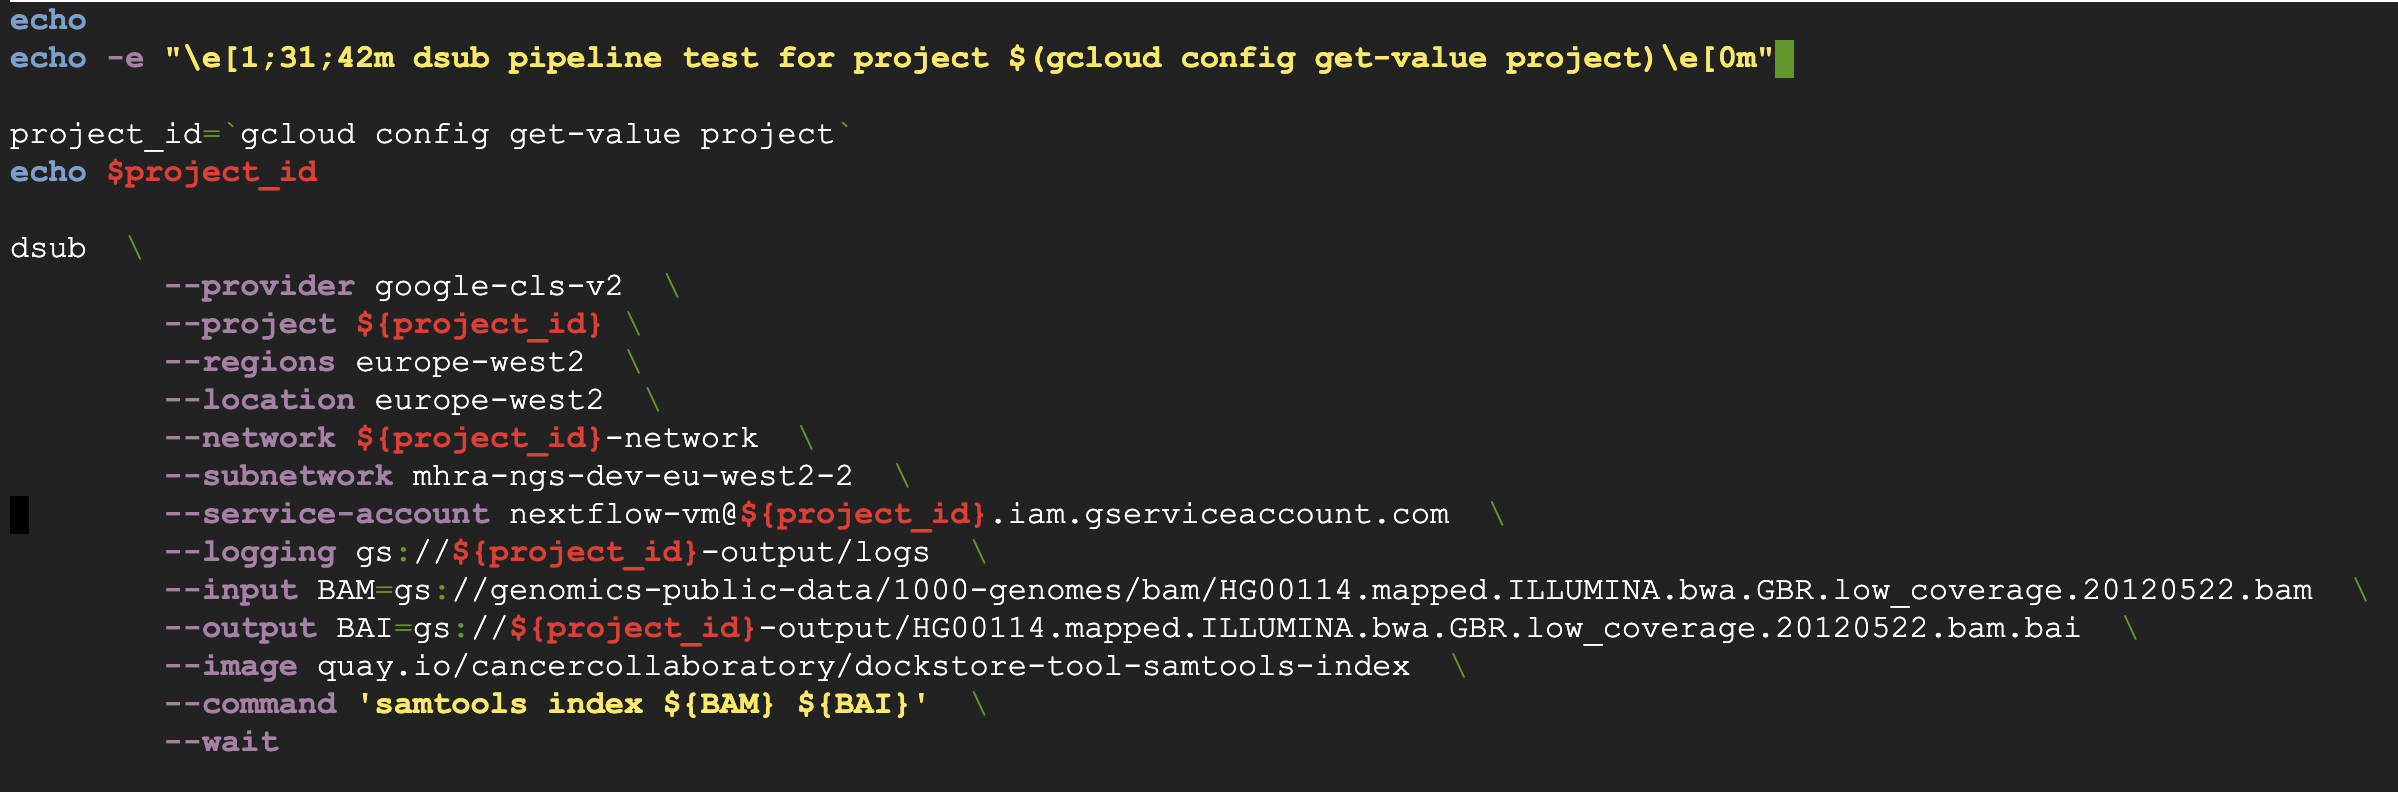 echo
echo -e "\e[1;31;42m dsub pipeline test for project $(gcloud config get-value project)\e[0m"
project_id=`gcloud config get-value project`
echo $project_id
dsub  \
--provider google-cls-v2  \
--project ${project_id} \
--regions europe-west2  \
--location europe-west2  \
--network ${project_id}-network  \
--subnetwork mhra-ngs-dev-eu-west2-2  \
--service-account nextflow-vm@${project_id}.iam.gserviceaccount.com  \
--logging gs://${project_id}-output/logs  \
--input BAM=gs://genomics-public-data/1000-genomes/bam/HG00114.mapped.ILLUMINA.bwa.GBR.low_coverage.20120522.bam  \
--output BAI=gs://${project_id}-output/HG00114.mapped.ILLUMINA.bwa.GBR.low_coverage.20120522.bam.bai  \
--image quay.io/cancercollaboratory/dockstore-tool-samtools-index  \
--command 'samtools index ${BAM} ${BAI}'  \
--wait